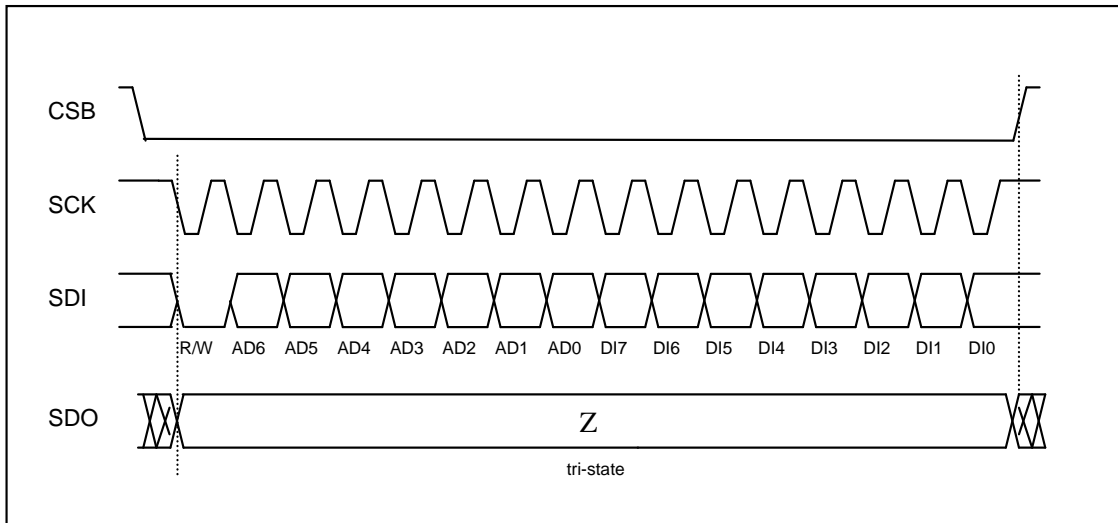 CSB
SCK
SDI
R/W AD6 AD5 AD4 AD3 AD2 AD1 AD0 DI7 DI6 DI5 DI4 DI3 DI2 DI1 DI0
SDO
Z
tri-state